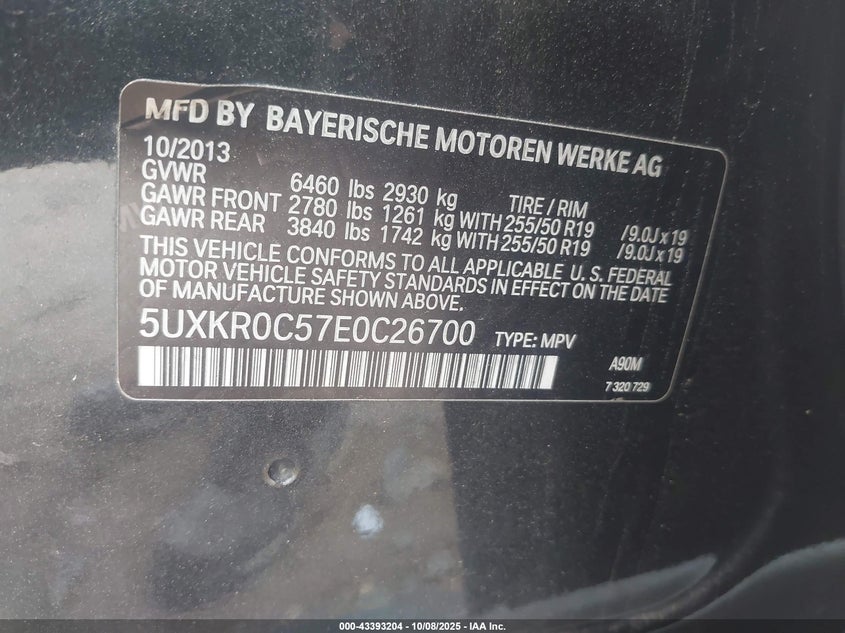 MFD BY BAYERISCHE MOTOREN WERKE AG
10/2013
GVWR 6460 lbs 2930 kg TIRE / RIM
GAWR FRONT 2780 lbs 1261 kg WITH 255/50 R19 /9.0J x 19
GAWR REAR 3840 lbs 1742 kg WITH 255/50 R19 /9.0J x 19
THIS VEHICLE CONFORMS TO ALL APPLICABLE U. S. FEDERAL
MOTOR VEHICLE SAFETY STANDARDS IN EFFECT ON THE DATE
OF MANUFACTURE SHOWN ABOVE.
5UXKR0C57E0C26700 TYPE: MPV
A90M
7 320 729
000-43393204 - 10/08/2025 - IAA Inc.